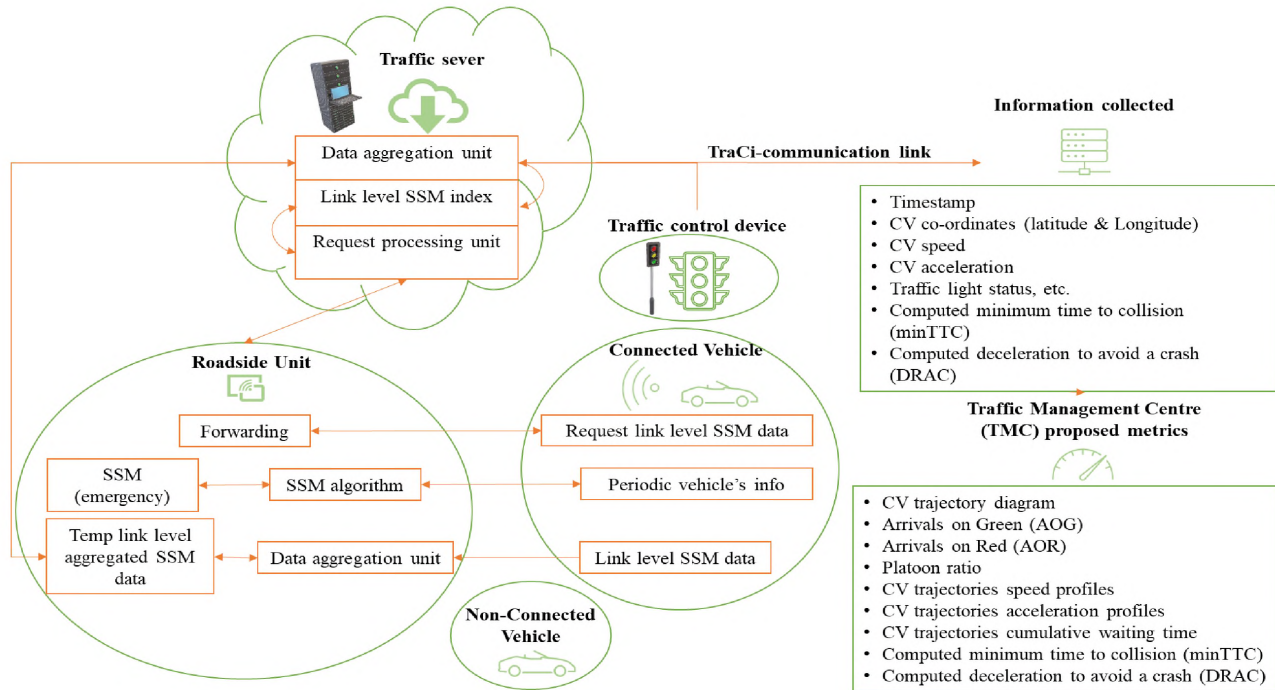 Traffic sever
Data aggregation unit
Link level SSM index
Request processing unit
TraCi-communication link
Traffic control device
Information collected
• Timestamp
• CV co-ordinates (latitude & Longitude)
• CV speed
• CV acceleration
• Traffic light status, etc.
• Computed minimum time to collision
(minTTC)
• Computed deceleration to avoid a crash
(DRAC)
Roadside Unit
Forwarding
SSM
(emergency)
SSM algorithm
Temp link level
aggregated SSM
data
Data aggregation unit
Connected Vehicle
Request link level SSM data
Periodic vehicle's info
Link level SSM data
Non-Connected
Vehicle
Traffic Management Centre
(TMC) proposed metrics
• CV trajectory diagram
• Arrivals on Green (AOG)
• Arrivals on Red (AOR)
• Platoon ratio
• CV trajectories speed profiles
• CV trajectories acceleration profiles
• CV trajectories cumulative waiting time
• Computed minimum time to collision (minTTC)
• Computed deceleration to avoid a crash (DRAC)